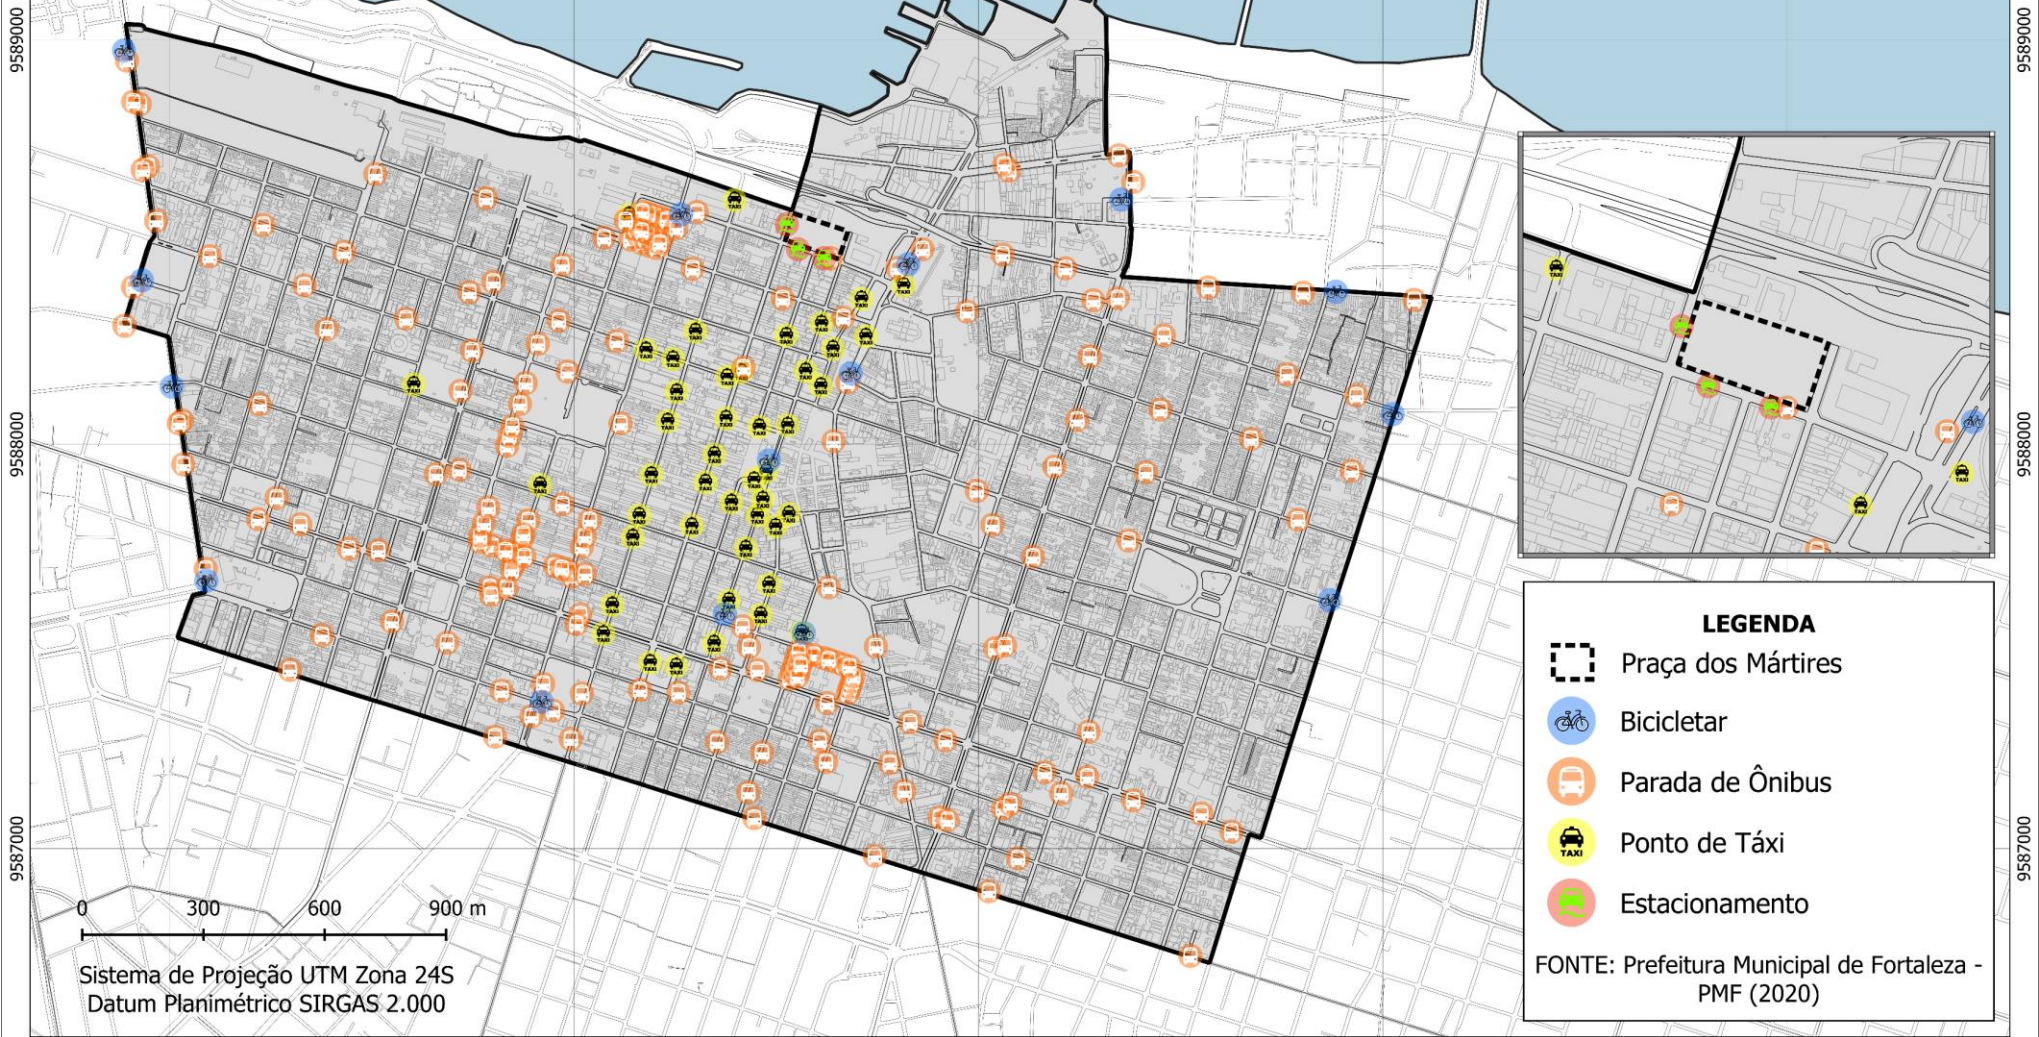 9589000
9589000
9588000
9588000
9587000
9587000
0 300 600 900 m
Sistema de Projeção UTM Zona 24S
Datum Planimétrico SIRGAS 2.000
LEGENDA
Praça dos Mártires
Bicicletar
Parada de Ônibus
TAXI
Ponto de Táxi
Estacionamento
FONTE: Prefeitura Municipal de Fortaleza -
PMF (2020)